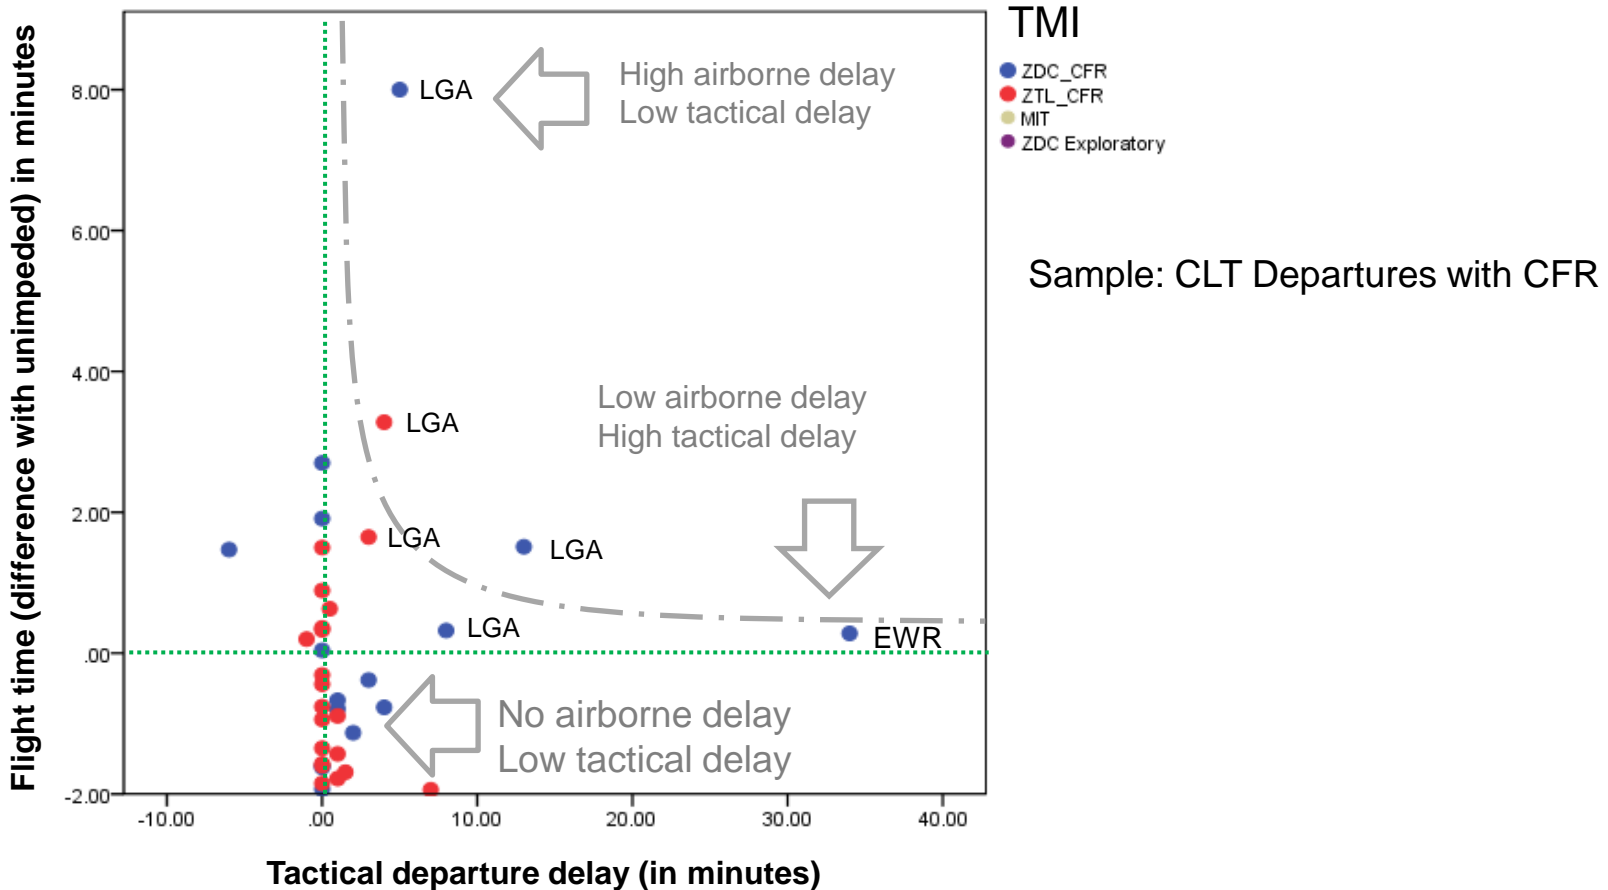 TMI
ZDC_CFR
ZTL_CFR
MIT
ZDC Exploratory
Sample: CLT Departures with CFR
Flight time (difference with unimpeded) in minutes
8.00
6.00
4.00
2.00
.00
-2.00
LGA
High airborne delay
Low tactical delay
LGA
Low airborne delay
High tactical delay
LGA
LGA
LGA
EWR
No airborne delay
Low tactical delay
-10.00
.00
10.00
20.00
30.00
40.00
Tactical departure delay (in minutes)